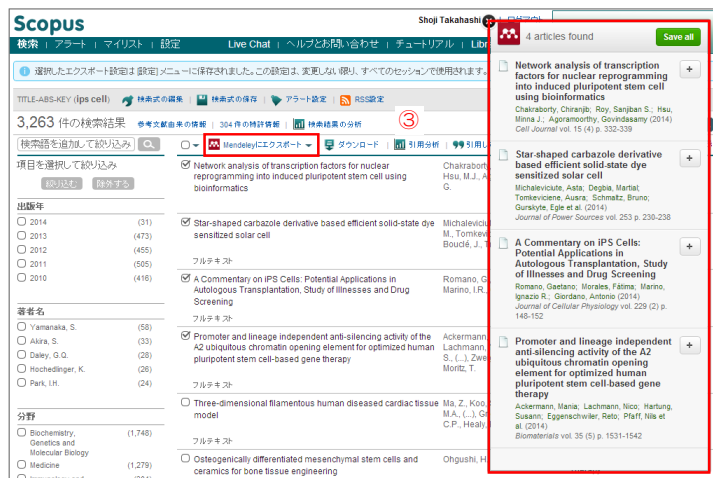 Scopus
Shoji Takahashi
ログアウト
検索 | アラート | マイリスト | 設定
Live Chat | ヘルプとお問い合わせ | チュートリアル
選択したエクスポート設定は [設定] メニューに保存されました。この設定は、変更しない限り、すべてのセッションで使用されます。
TITLE-ABS-KEY (ips cell) 検索式の編集 | 検索式の保存 | アラート設定 | RSS設定
3,263 件の検索結果 参考文献由来の情報 | 304 件の特許情報 | 検索結果の分析
③
検索語を追加して絞り込み
Mendeleyにエクスポート | ダウンロード | 引用分析
項目を選択して絞り込み
絞り込む 除外する
出版年
2014 (31)
2013 (473)
2012 (455)
2011 (505)
2010 (416)
著者名
Yamanaka, S. (58)
Akira, S. (33)
Daley, G.Q. (28)
Hochedlinger, K. (26)
Park, I.H. (24)
分野
Biochemistry, (1,748)
Genetics and
Molecular Biology
Medicine (1,279)
Network analysis of transcription factors for nuclear
reprogramming into induced pluripotent stem cell using
bioinformatics
Chakraborty
Hsu, M.J., A
G.
Star-shaped carbazole derivative based efficient solid-state dye
sensitized solar cell
Michaleviciu
M., Tomkev
Bouclé, J., T
フルテキスト
A Commentary on iPS Cells: Potential Applications in
Autologous Transplantation, Study of Illnesses and Drug
Screening
Romano, G
Marino, I.R.,
フルテキスト
Promoter and lineage independent anti-silencing activity of the
A2 ubiquitous chromatin opening element for optimized human
pluripotent stem cell-based gene therapy
Ackermann,
Lachmann,
S., (...), Zwe
Moritz, T.
フルテキスト
Three-dimensional filamentous human diseased cardiac tissue
model
Ma, Z., Koo,
M.A., (...), Gr
C.P., Healy,
フルテキスト
Osteogenically differentiated mesenchymal stem cells and
ceramics for bone tissue engineering
Ohgushi, H.
4 articles found
Save all
Network analysis of transcription
factors for nuclear reprogramming
into induced pluripotent stem cell
using bioinformatics
Chakraborty, Chiranjib; Roy, Sanjiban S.; Hsu,
Minna J.; Agoramoorthy, Govindasamy (2014)
Cell Journal vol. 15 (4) p. 332-339
Star-shaped carbazole derivative
based efficient solid-state dye
sensitized solar cell
Michaleviciute, Asta; Degbia, Martial;
Tomkeviciene, Ausra; Schmaltz, Bruno;
Gurskyte, Egle et al. (2014)
Journal of Power Sources vol. 253 p. 230-238
A Commentary on iPS Cells:
Potential Applications in
Autologous Transplantation, Study
of Illnesses and Drug Screening
Romano, Gaetano; Morales, Fátima; Marino,
Ignazio R.; Giordano, Antonio (2014)
Journal of Cellular Physiology vol. 229 (2) p.
148-152
Promoter and lineage independent
anti-silencing activity of the A2
ubiquitous chromatin opening
element for optimized human
pluripotent stem cell-based gene
therapy
Ackermann, Mania; Lachmann, Nico; Hartung,
Susann; Eggenschwiler, Reto; Pfaff, Nils et
al. (2014)
Biomaterials vol. 35 (5) p. 1531-1542